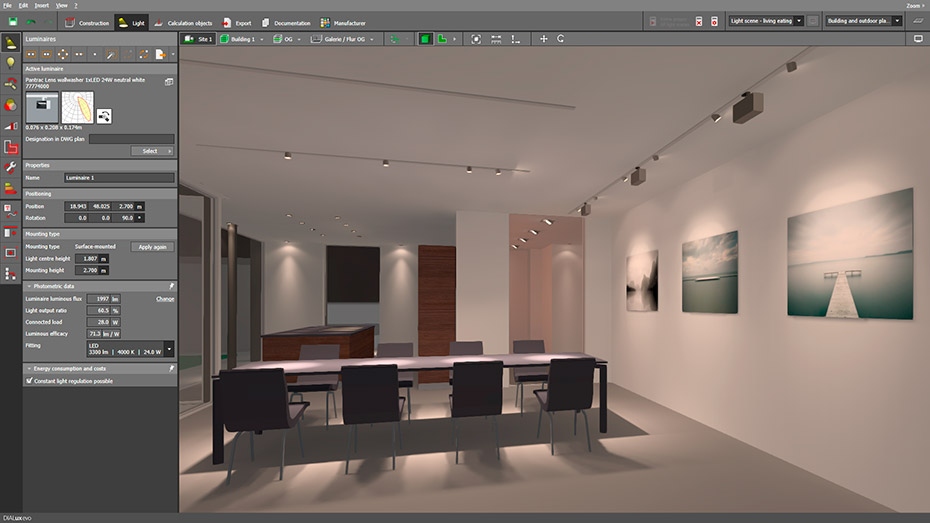 File Edit Insert View ?
Zoom
Construction Light Calculation objects Export Documentation Manufacturer
Light scene - living eating
Building and outdoor pla...
Site 1 Building 1 OG Galerie / Flur OG
Luminaires
Active luminaire
Pantrac Lens wallwasher 1xLED 24W neutral white
77774000
0.076 x 0.208 x 0.174m
Designation in DWG plan
Select
Properties
Name Luminaire 1
Positioning
Position 18.943 48.025 2.700 m
Rotation 0.0 0.0 90.0 °
Mounting type
Mounting type Surface-mounted Apply again
Light centre height 1.807 m
Mounting height 2.700 m
Photometric data
Luminaire luminous flux 1997 lm Change
Light output ratio 60.5 %
Connected load 28.0 W
Luminous efficacy 71.3 lm / W
Fitting LED
3300 lm | 4000 K | 24.0 W
Energy consumption and costs
Constant light regulation possible
DIALux evo